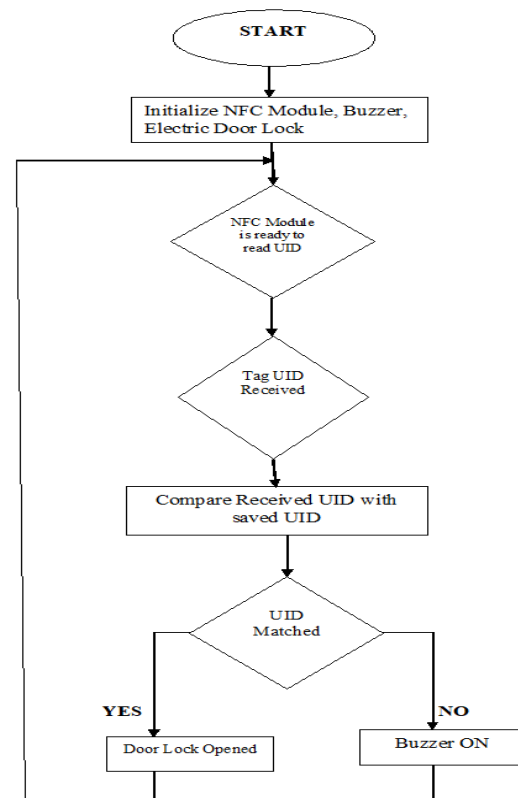 START
Initialize NFC Module, Buzzer,
Electric Door Lock
NFC Module
is ready to
read UID
Tag UID
Received
Compare Received UID with
saved UID
UID
Matched
YES
NO
Door Lock Opened
Buzzer ON